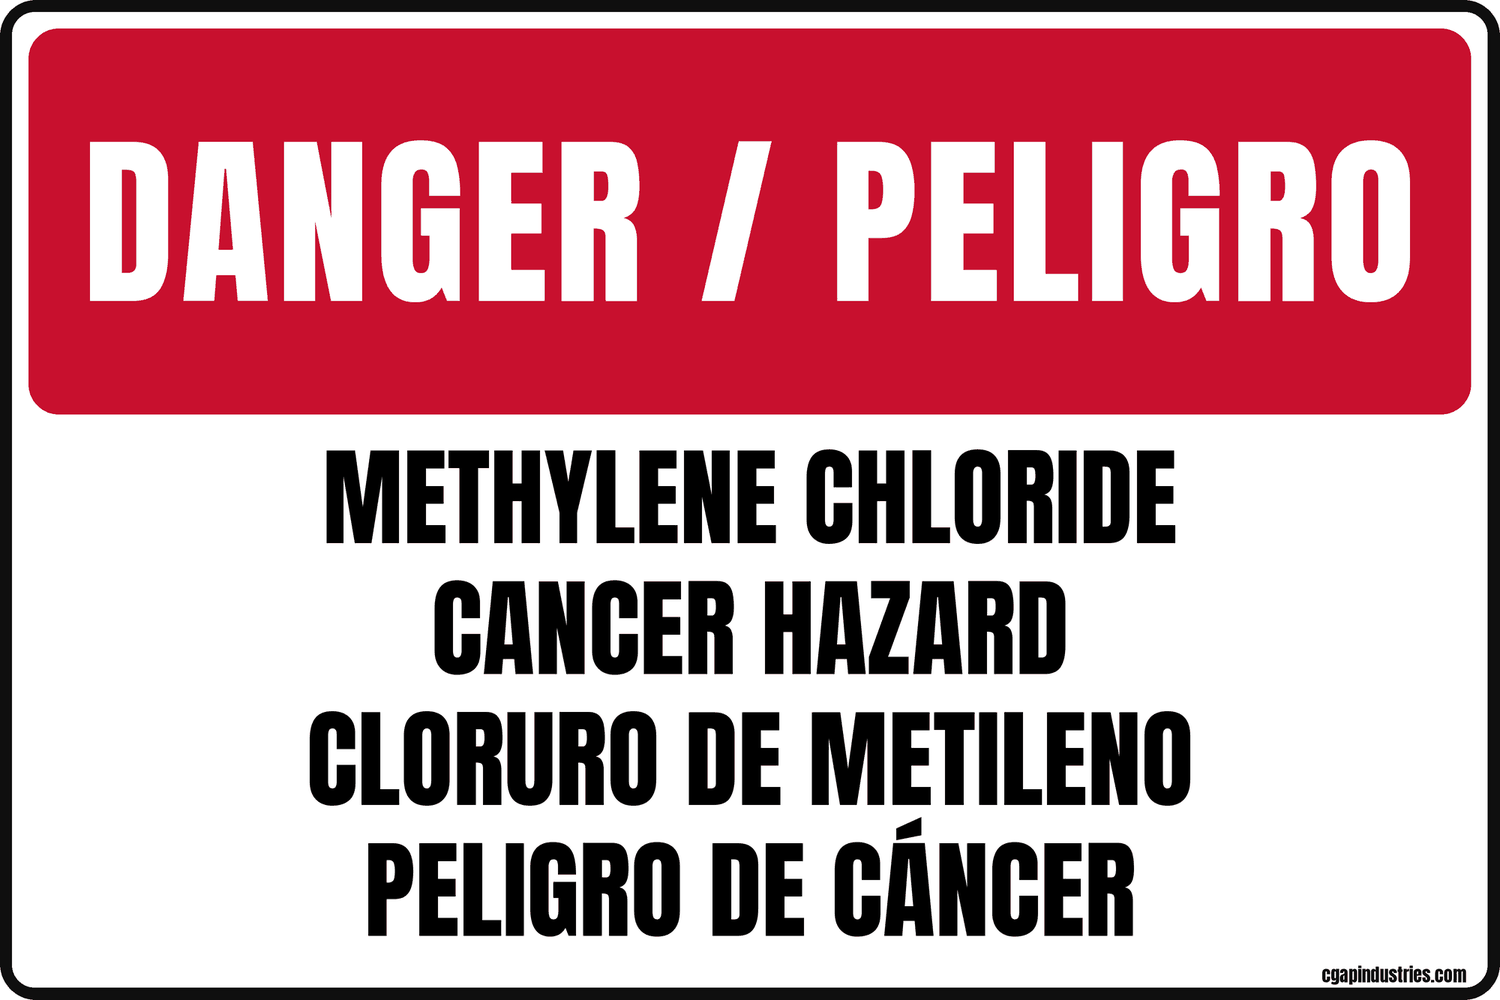 DANGER / PELIGRO
METHYLENE CHLORIDE
CANCER HAZARD
CLORURO DE METILENO
PELIGRO DE CÁNCER
cgapindustries.com